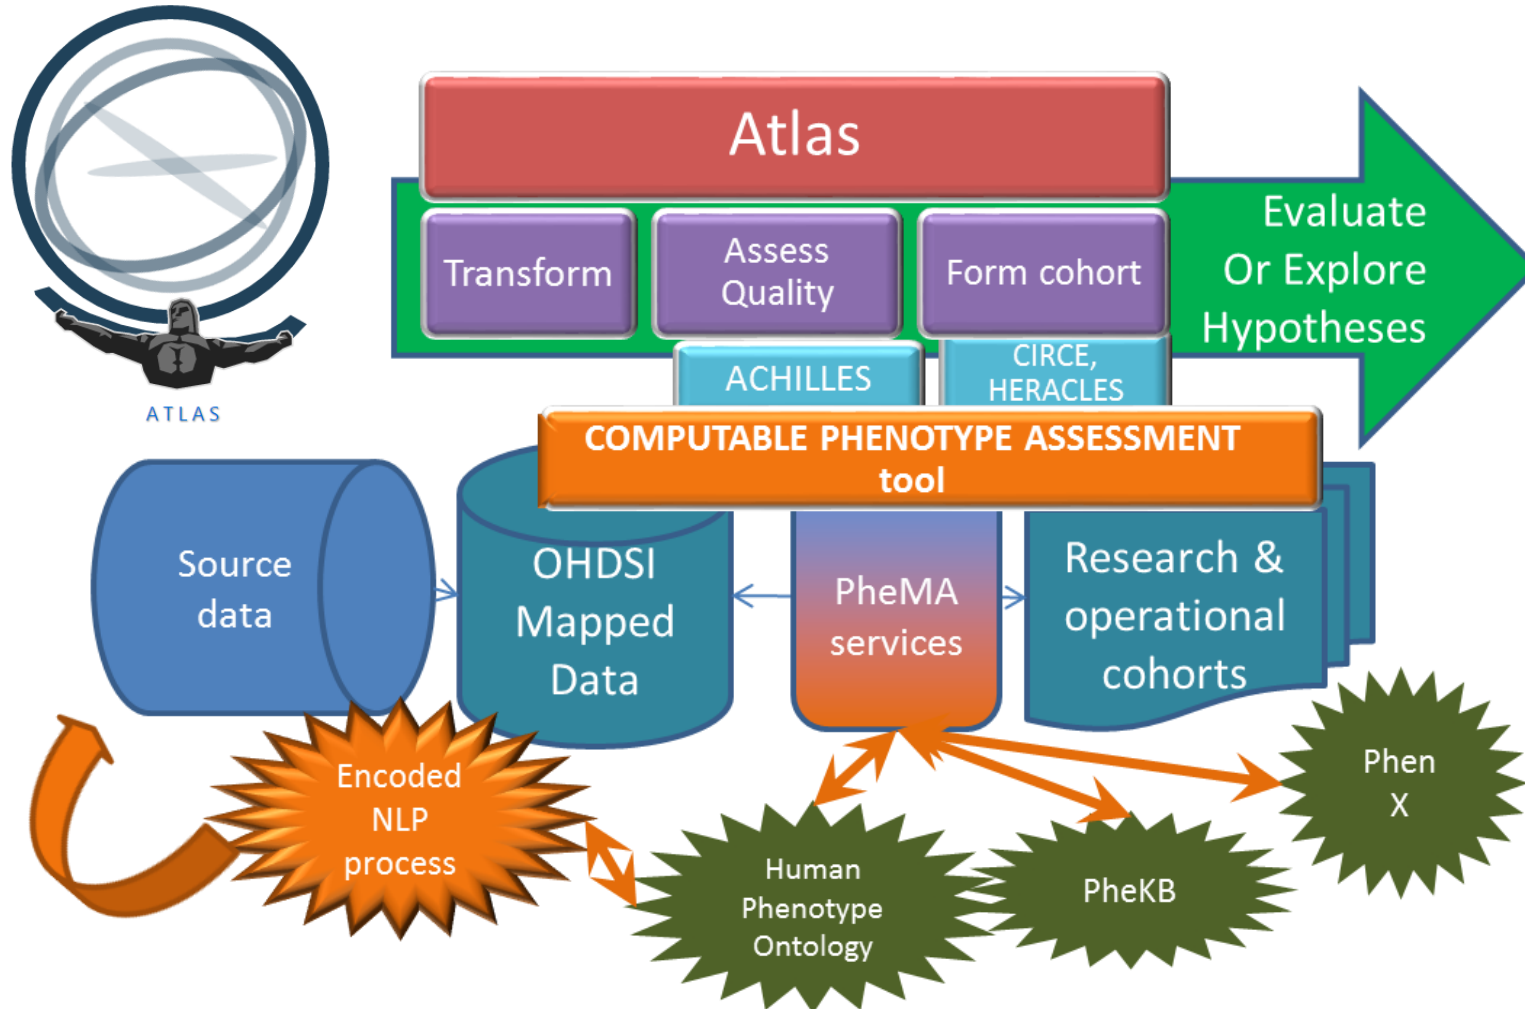 Atlas
Transform
Assess
Quality
Form cohort
Evaluate
Or Explore
Hypotheses
ATLAS
ACHILLES
CIRCE,
HERACLES
COMPUTABLE PHENOTYPE ASSESSMENT
tool
Source
data
OHDSI
Mapped
Data
PheMA
services
Research &
operational
cohorts
Encoded
NLP
process
Human
Phenotype
Ontology
PheKB
Phen
X